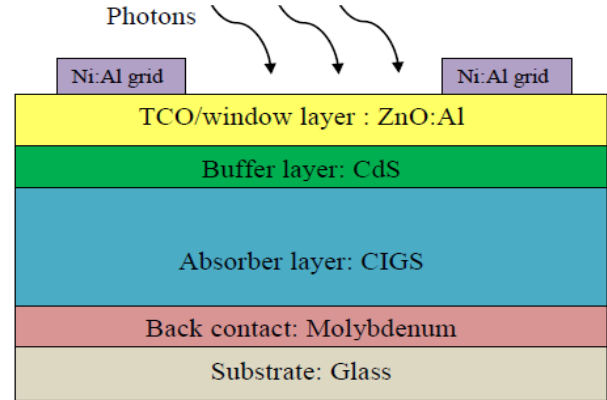 Photons
Ni:Al grid
Ni:Al grid
TCO/window layer : ZnO:Al
Buffer layer: CdS
Absorber layer: CIGS
Back contact: Molybdenum
Substrate: Glass